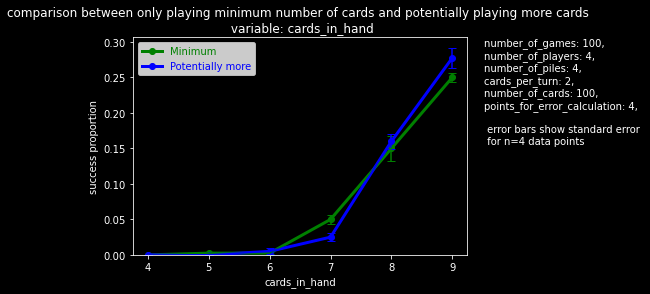 comparison between only playing minimum number of cards and potentially playing more cards
variable: cards_in_hand
Minimum
Potentially more
0.30
0.25
0.20
0.15
0.10
0.05
0.00
success proportion
4 5 6 7 8 9
cards_in_hand
number_of_games: 100,
number_of_players: 4,
number_of_piles: 4,
cards_per_turn: 2,
number_of_cards: 100,
points_for_error_calculation: 4,
error bars show standard error
for n=4 data points